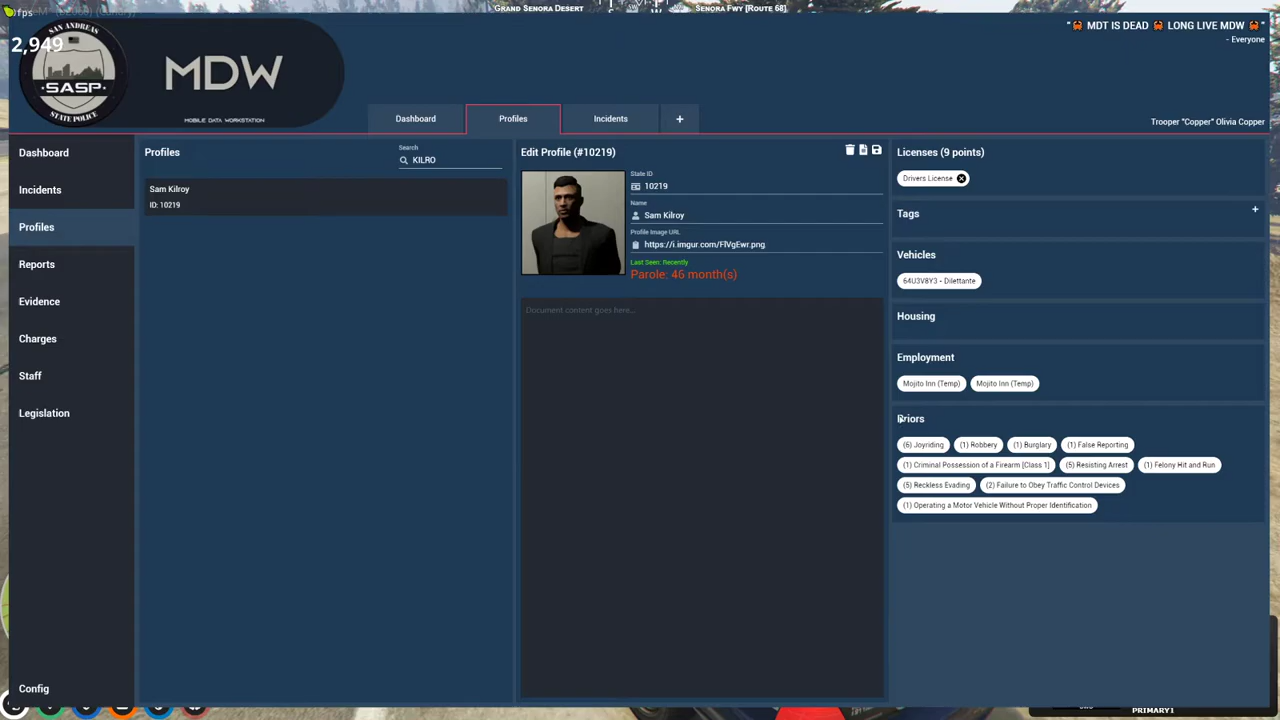 GRAND SENORA DESERT
SENORA FWY [ROUTE 68]
fps
2,949
SAN ANDREAS
SASP
STATE POLICE
MDW
MOBILE DATA WORKSTATION
" MDT IS DEAD LONG LIVE MDW "
- Everyone
Dashboard
Profiles
Incidents
+
Trooper "Copper" Olivia Copper
Dashboard
Incidents
Profiles
Reports
Evidence
Charges
Staff
Legislation
Config
Profiles
Search
KILRO
Sam Kilroy
ID: 10219
Edit Profile (#10219)
State ID
10219
Name
Sam Kilroy
Profile Image URL
https://i.imgur.com/FlVgEwr.png
Last Seen: Recently
Parole: 46 month(s)
Document content goes here...
Licenses (9 points)
Drivers License
Tags
+
Vehicles
64U3V8Y3 - Dilettante
Housing
Employment
Mojito Inn (Temp) Mojito Inn (Temp)
Priors
(6) Joyriding (1) Robbery (1) Burglary (1) False Reporting
(1) Criminal Possession of a Firearm [Class 1] (5) Resisting Arrest (1) Felony Hit and Run
(5) Reckless Evading (2) Failure to Obey Traffic Control Devices
(1) Operating a Motor Vehicle Without Proper Identification
PRIMARY1